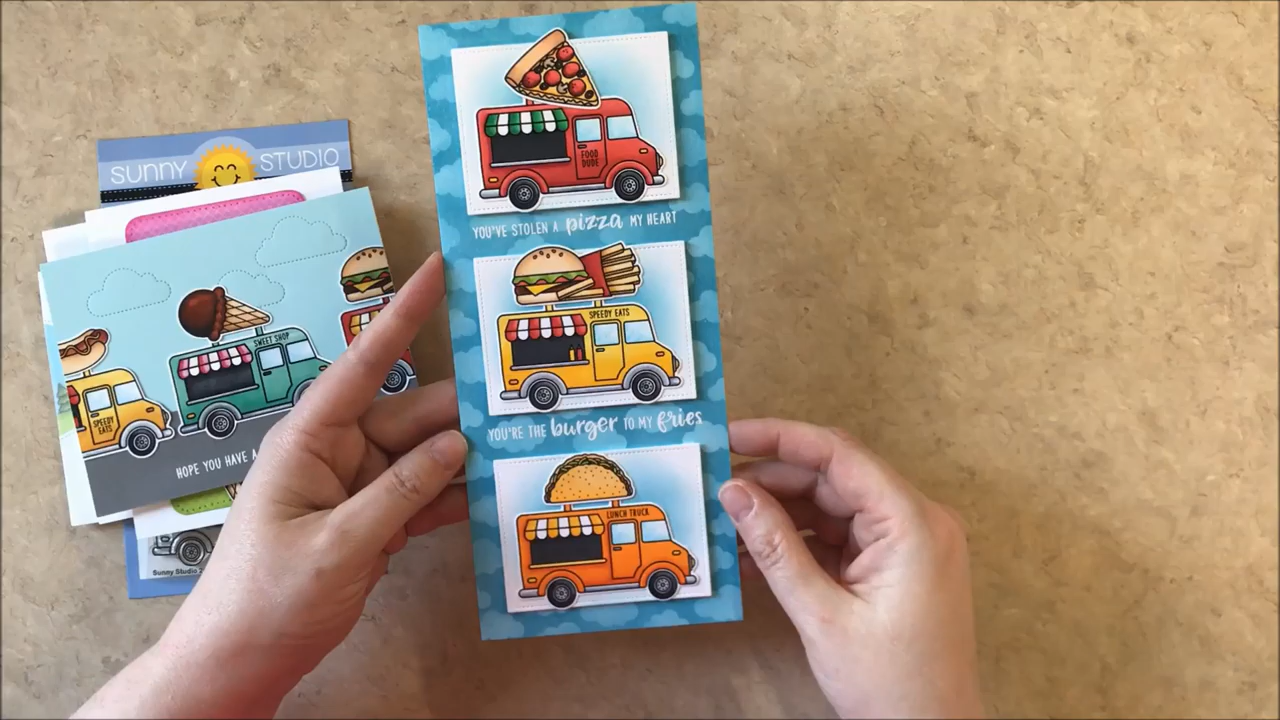 SUNNY STUDIO
SWEET SHOP
SPEEDY
EATS
HOPE YOU HAVE A
Sunny Studio
FOOD
DUDE
YOU'VE STOLEN A pizza MY HEART
SPEEDY EATS
YOU'RE THE burger TO MY fries
LUNCH TRUCK